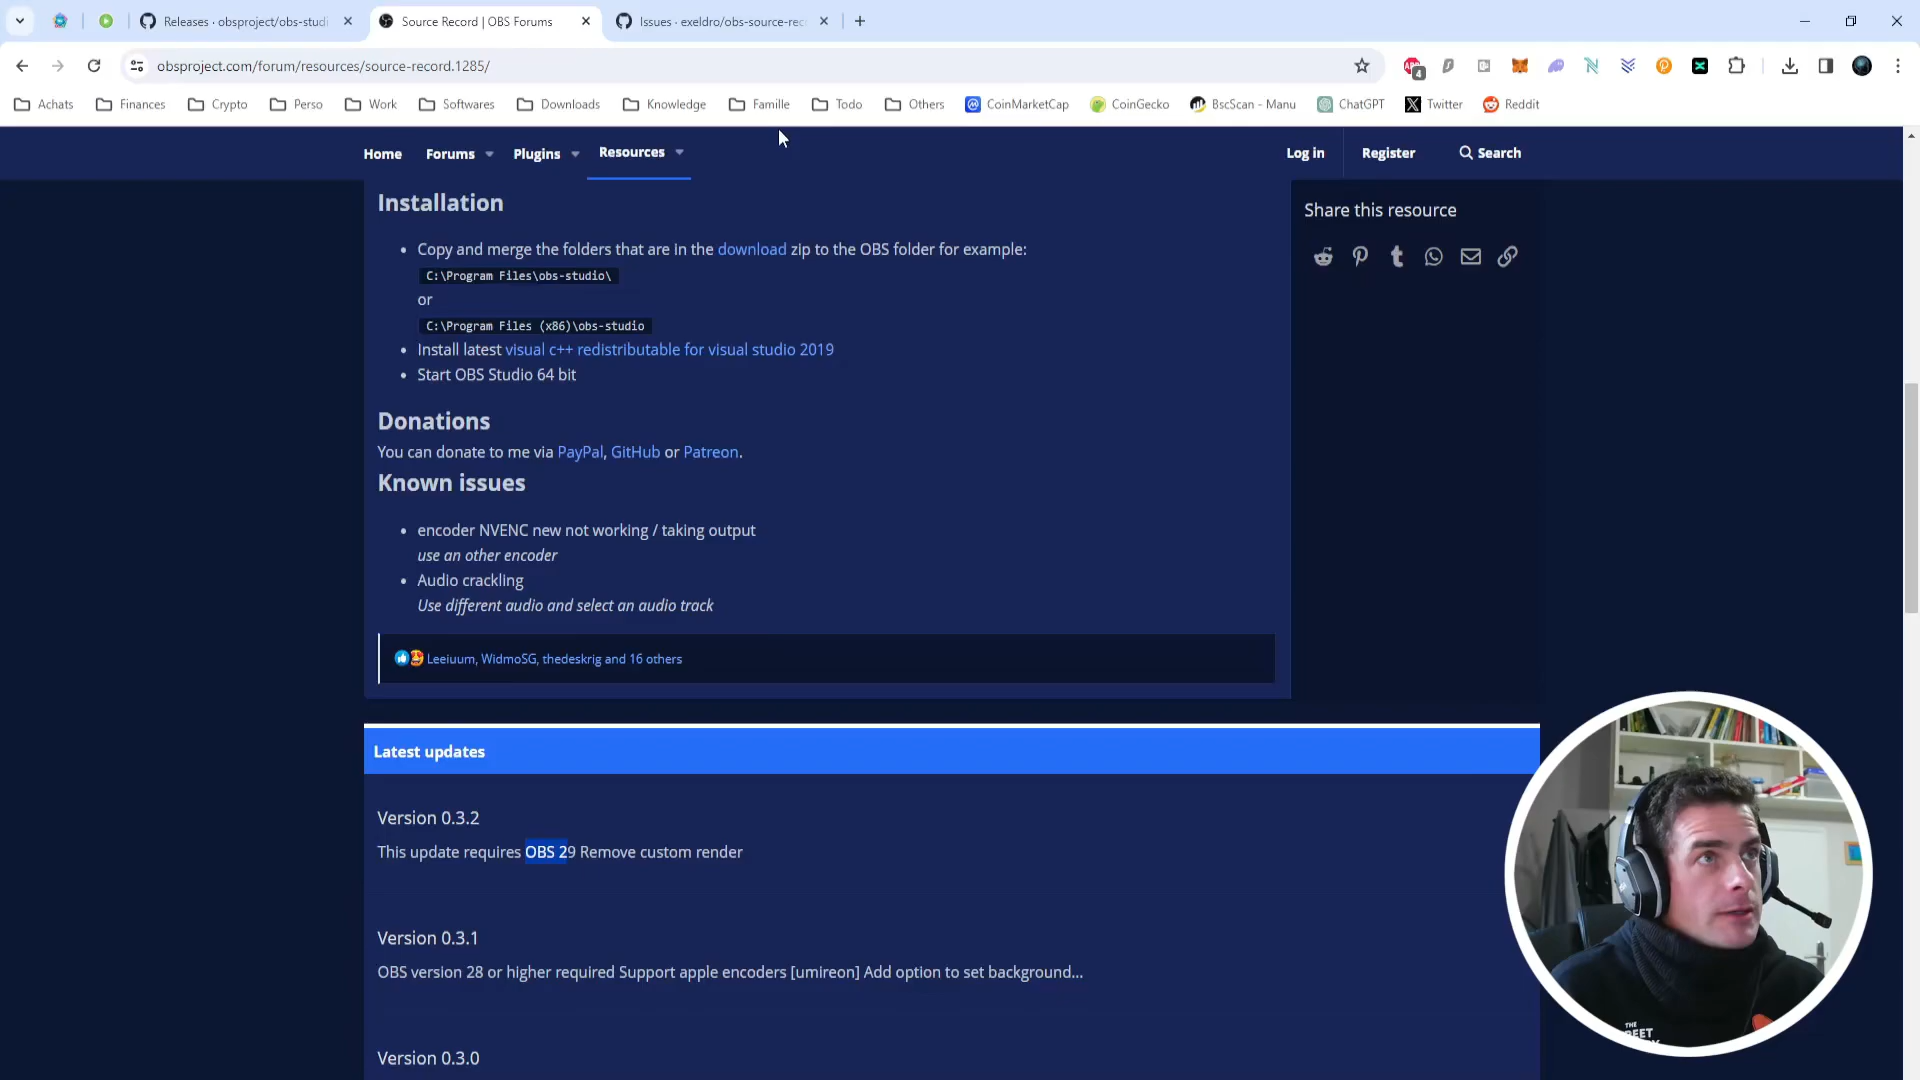 Releases · obsproject/obs-studi
Source Record | OBS Forums
Issues · exeldro/obs-source-rec
obsproject.com/forum/resources/source-record.1285/
4
Achats
Finances
Crypto
Perso
Work
Softwares
Downloads
Knowledge
Famille
Todo
Others
CoinMarketCap
CoinGecko
BscScan - Manu
ChatGPT
Twitter
Reddit
Home
Forums
Plugins
Resources
Log in
Register
Search
Installation
Share this resource
• Copy and merge the folders that are in the download zip to the OBS folder for example:
C:\Program Files\obs-studio\
or
C:\Program Files (x86)\obs-studio
• Install latest visual c++ redistributable for visual studio 2019
• Start OBS Studio 64 bit
Donations
You can donate to me via PayPal, GitHub or Patreon.
Known issues
• encoder NVENC new not working / taking output
use an other encoder
• Audio crackling
Use different audio and select an audio track
Leeiuum, WidmoSG, thedeskrig and 16 others
Latest updates
Version 0.3.2
This update requires OBS 29 Remove custom render
Version 0.3.1
OBS version 28 or higher required Support apple encoders [umireon] Add option to set background...
Version 0.3.0
THE